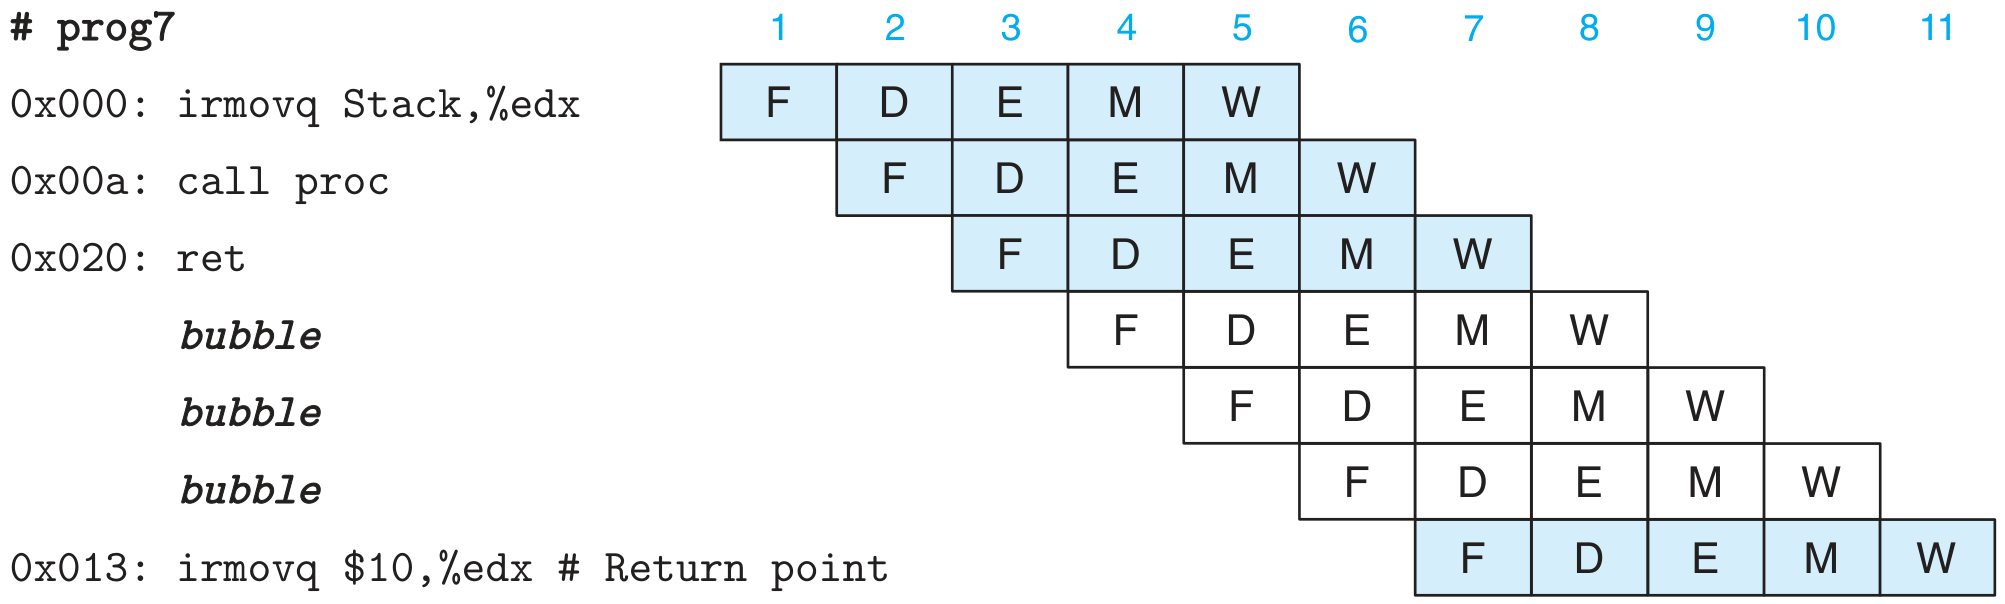 # prog7 1 2 3 4 5 6 7 8 9 10 11
0x000: irmovq Stack,%edx F D E M W
0x00a: call proc F D E M W
0x020: ret F D E M W
bubble F D E M W
bubble F D E M W
bubble F D E M W
0x013: irmovq $10,%edx # Return point F D E M W